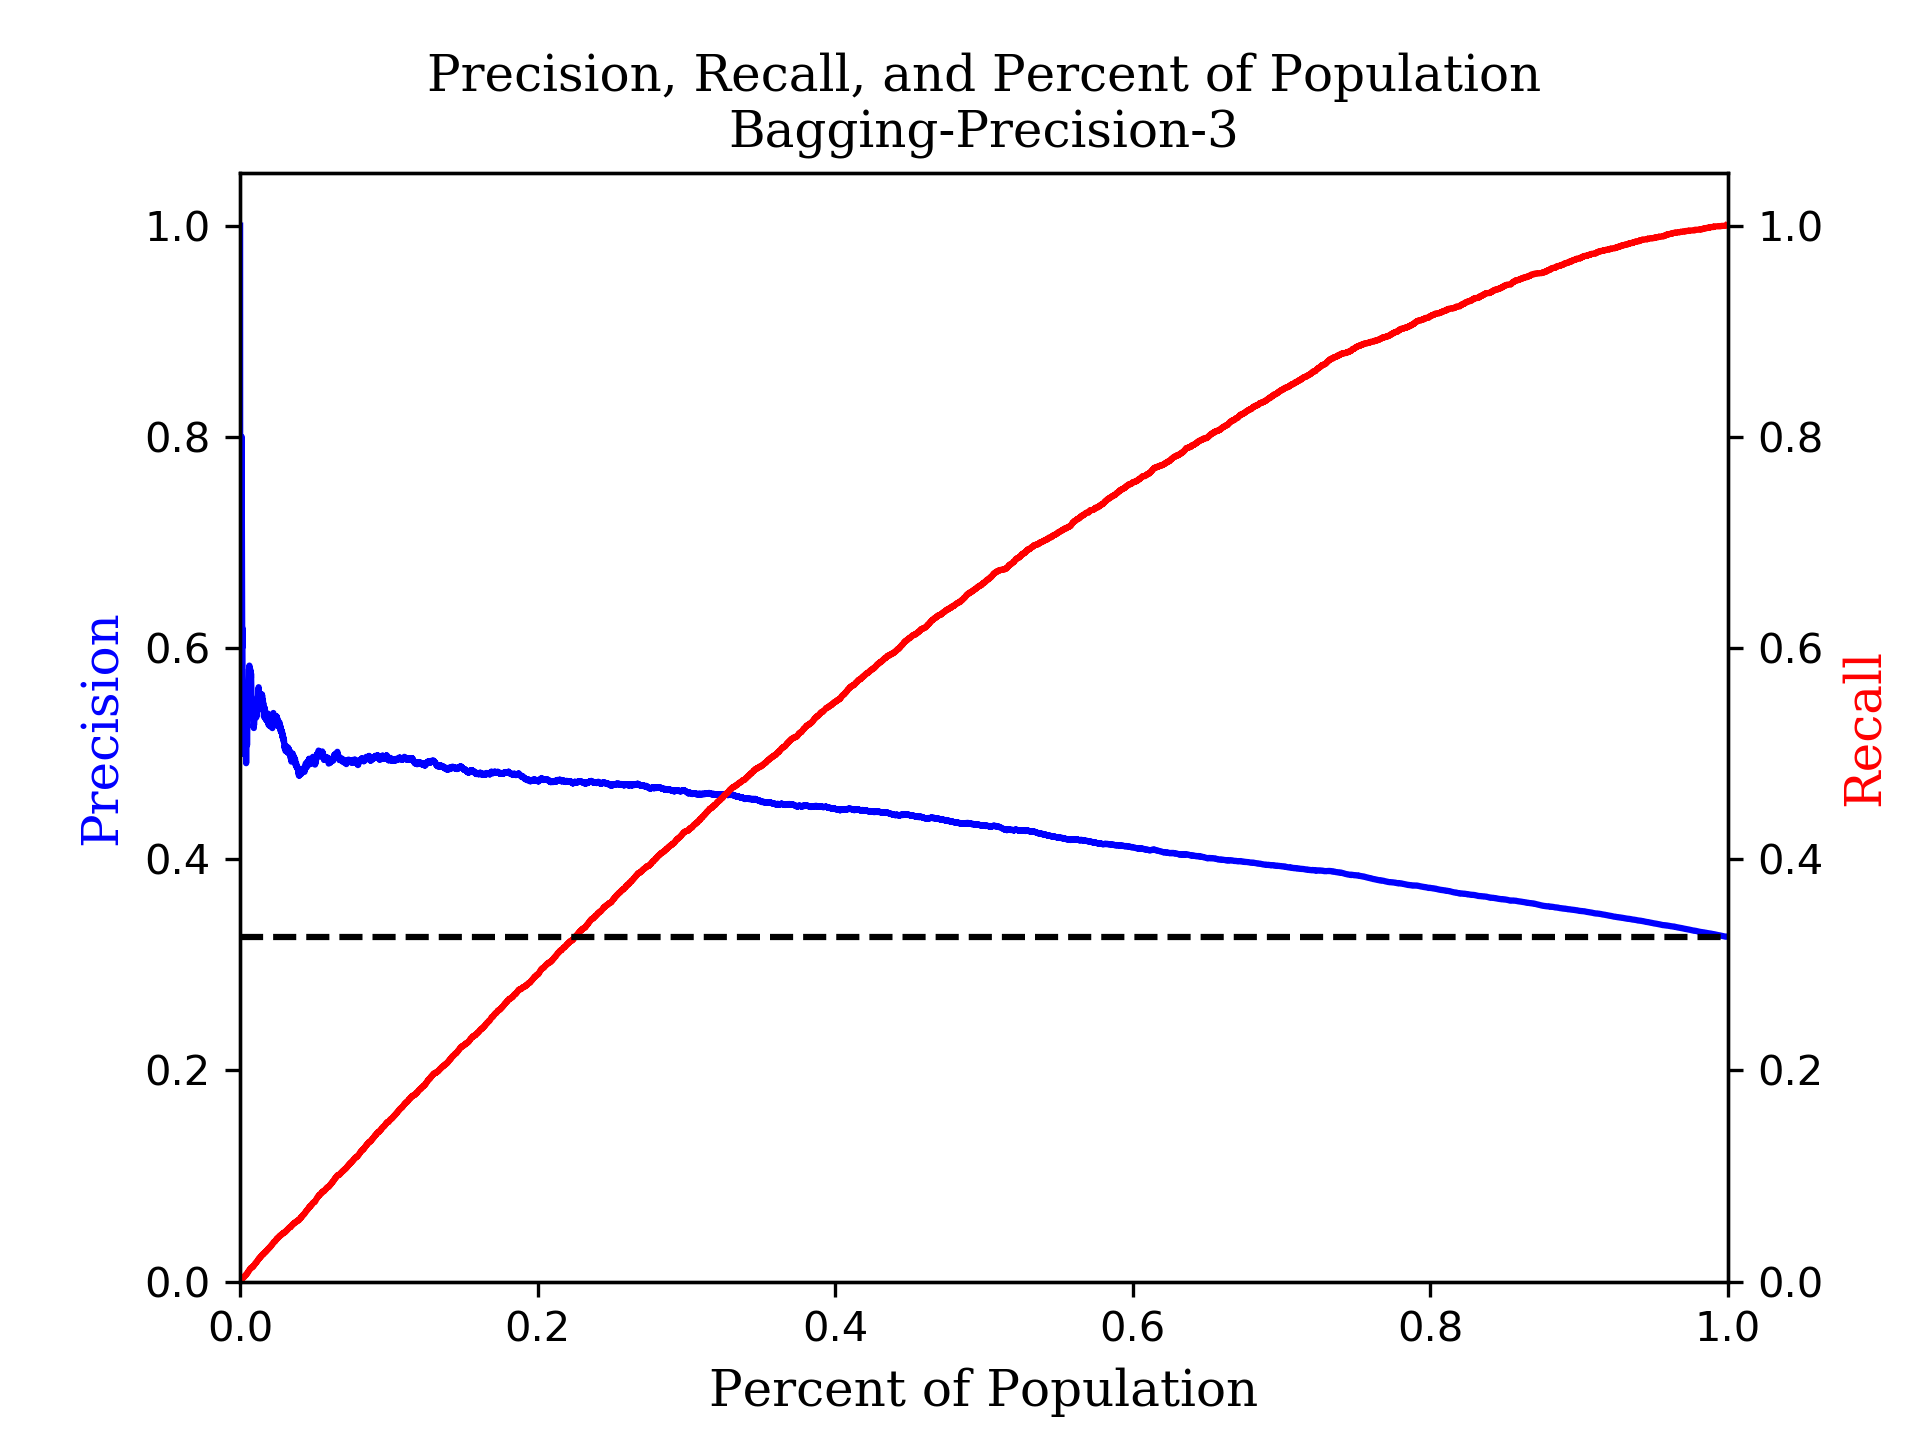 Precision, Recall, and Percent of Population
Bagging-Precision-3
1.0
0.8
0.6
0.4
0.2
0.0
Precision
1.0
0.8
0.6
0.4
0.2
0.0
Recall
0.0 0.2 0.4 0.6 0.8 1.0
Percent of Population